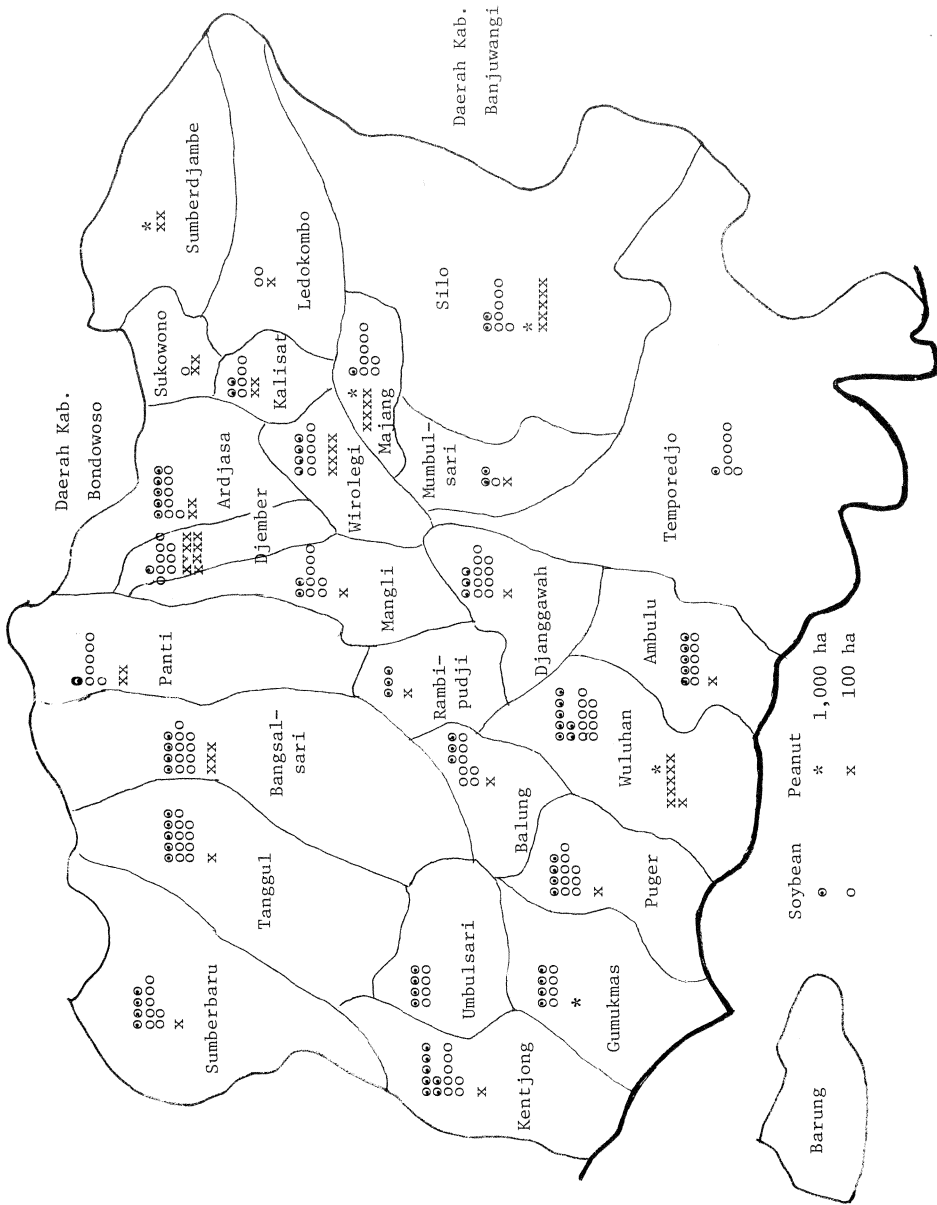 Daerah Kab.
Bondowoso
Sumberdjambe
Sukowono
Ledokombo
Kalisat
Ardjasa
Djember
Panti
Wirolegi
Majang
Silo
Daerah Kab.
Banjuwangi
Mumbul-
sari
Mangli
Bangsal-
sari
Tanggul
Sumberbaru
Rambi-
pudji
Umbulsari
Balung
Djanggawah
Kentjong
Gumukmas
Puger
Wuluhan
Ambulu
Temporedjo
Barung
Soybean Peanut
⊙ * 1,000 ha
o x 100 ha